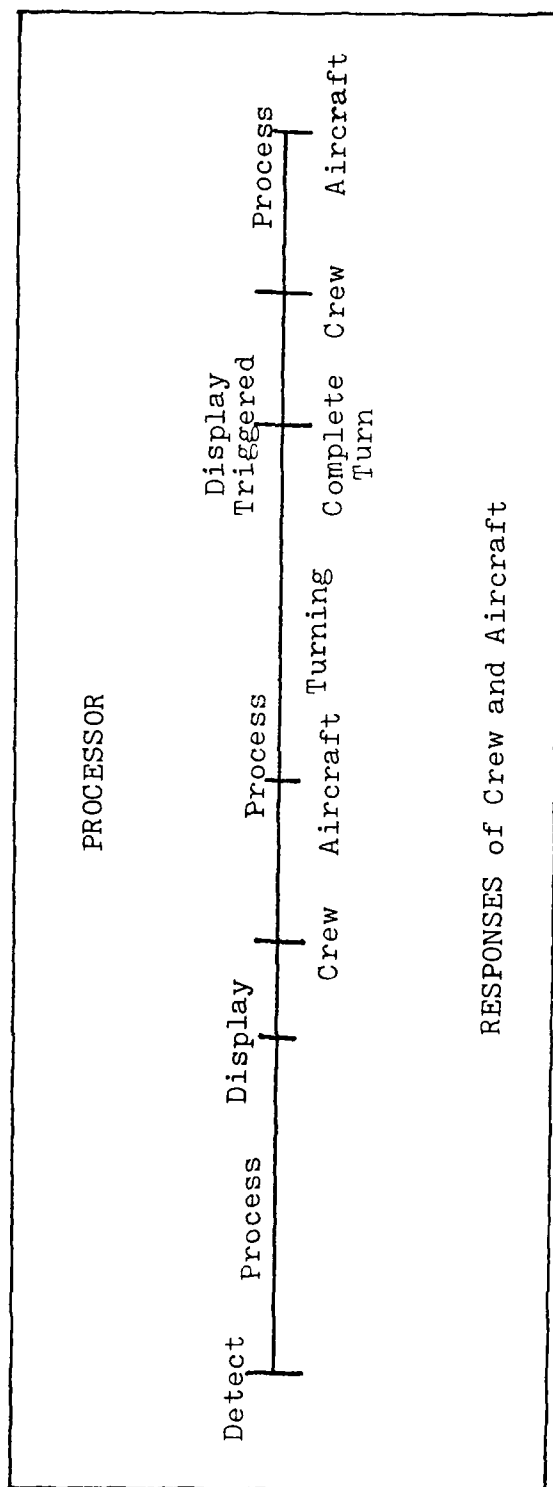 PROCESSOR
Detect Process Display Process Display
Triggered Process
Crew Aircraft Turning Complete
Turn Crew Aircraft
RESPONSES of Crew and Aircraft